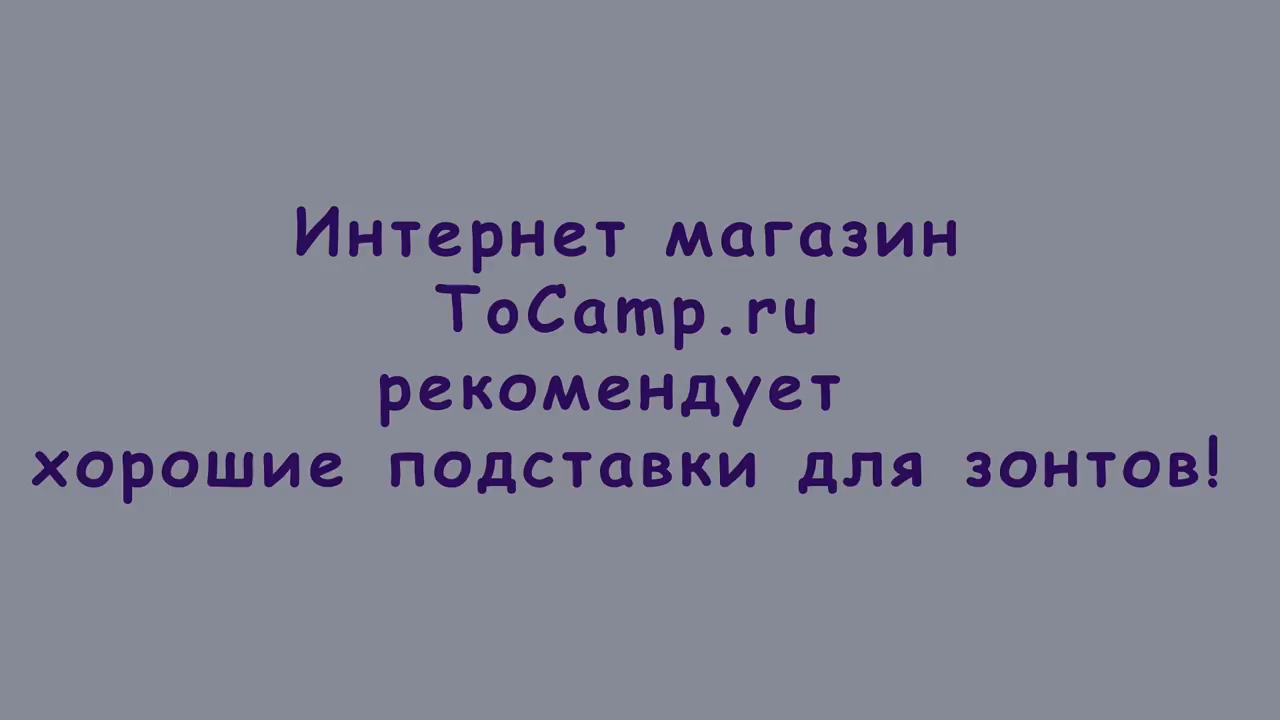 Интернет магазин
ToCamp.ru
рекомендует
хорошие подставки для зонтов!